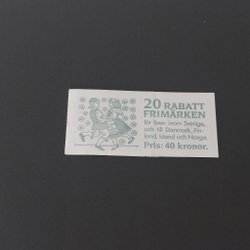 20 RABATT
FRIMÄRKEN
för brev inom Sverige,
och till Danmark, Fin-
land, Island och Norge.
Pris: 40 kronor.